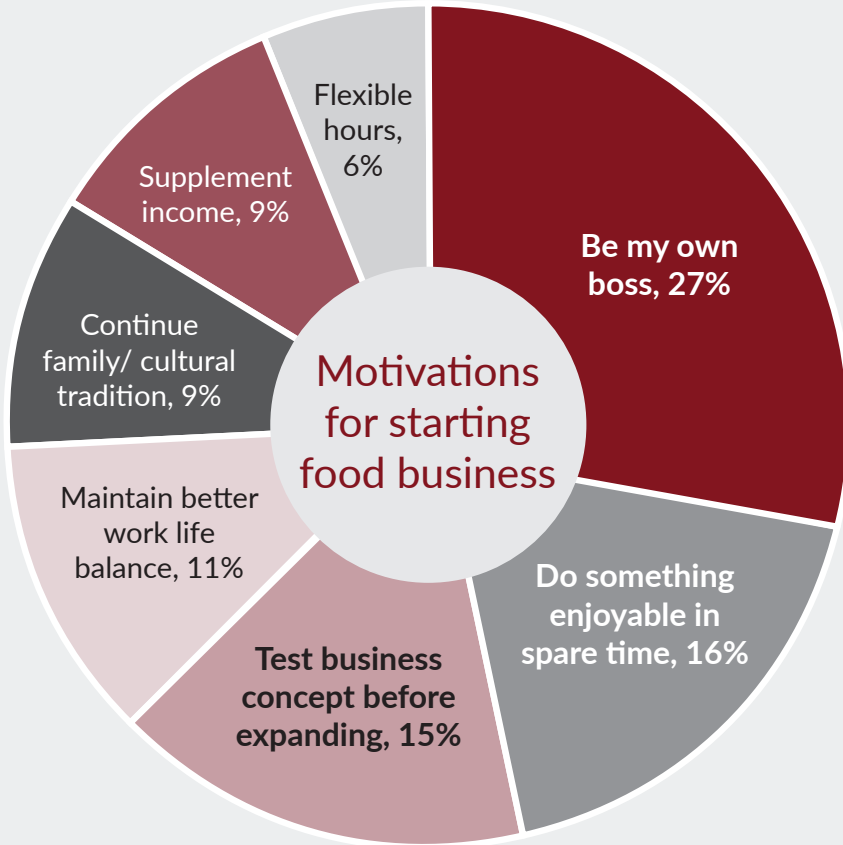 Motivations
for starting
food business
Be my own
boss, 27%
Do something
enjoyable in
spare time, 16%
Test business
concept before
expanding, 15%
Maintain better
work life
balance, 11%
Continue
family/ cultural
tradition, 9%
Supplement
income, 9%
Flexible
hours,
6%